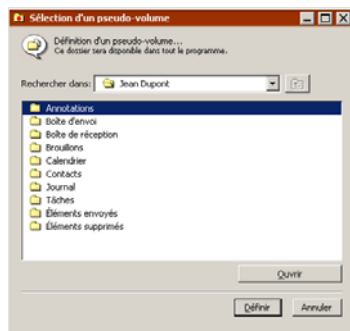 Sélection d'un pseudo-volume
Définition d'un pseudo-volume...
Ce dossier sera disponible dans tout le programme.
Rechercher dans: Jean Dupont
Annotations
Boîte d'envoi
Boîte de réception
Brouillons
Calendrier
Contacts
Journal
Tâches
Éléments envoyés
Éléments supprimés
Ouvrir
Définir Annuler